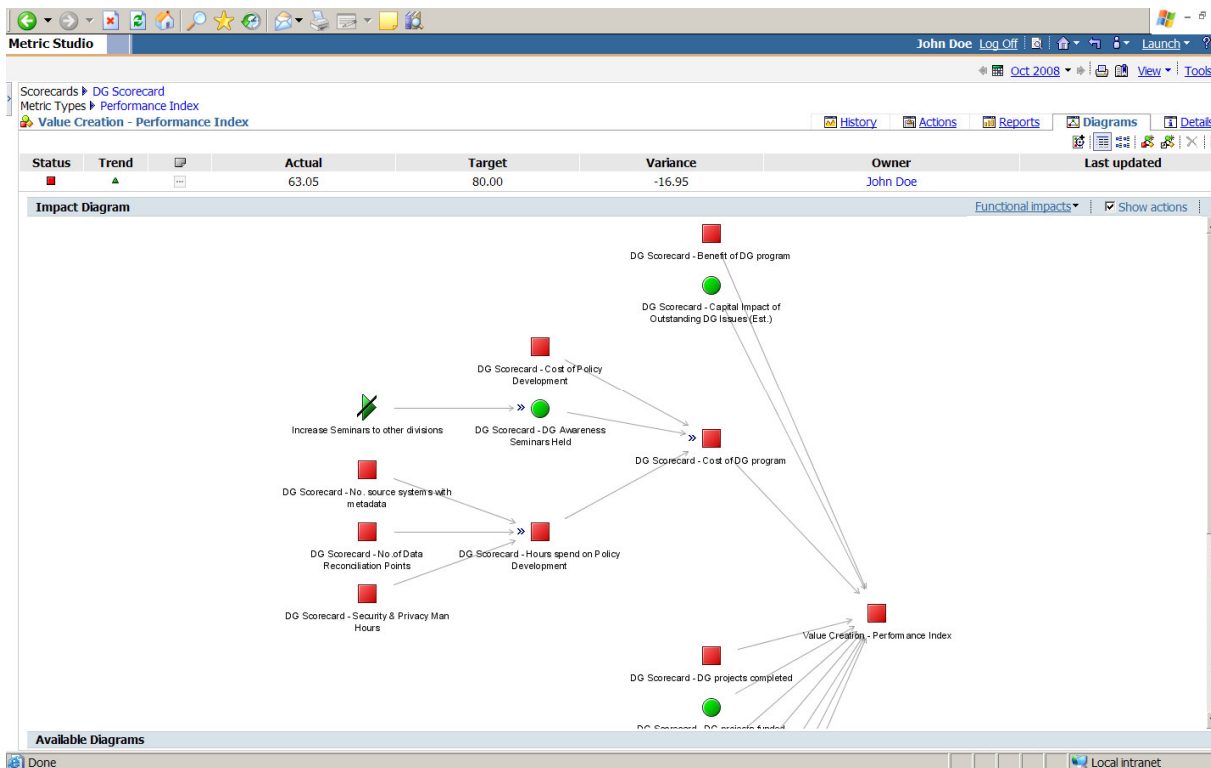 Metric Studio
John Doe Log Off Launch ?
Oct 2008 View Tools
Scorecards DG Scorecard
Metric Types Performance Index
Value Creation - Performance Index
History Actions Reports Diagrams Details
Status Trend Actual Target Variance Owner Last updated
63.05 80.00 -16.95 John Doe
Impact Diagram Functional impacts Show actions
DG Scorecard - Benefit of DG program
DG Scorecard - Capital Impact of
Outstanding DG Issues (Est.)
DG Scorecard - Cost of Policy
Development
Increase Seminars to other divisions
DG Scorecard - DG Awareness
Seminars Held
DG Scorecard - Cost of DG program
DG Scorecard - No. source systems with
metadata
DG Scorecard - No.of Data
Reconciliation Points
DG Scorecard - Hours spend on Policy
Development
DG Scorecard - Security & Privacy Man
Hours
Value Creation - Performance Index
DG Scorecard - DG projects completed
DG Scorecard - DG projects funded
Available Diagrams
Done Local intranet